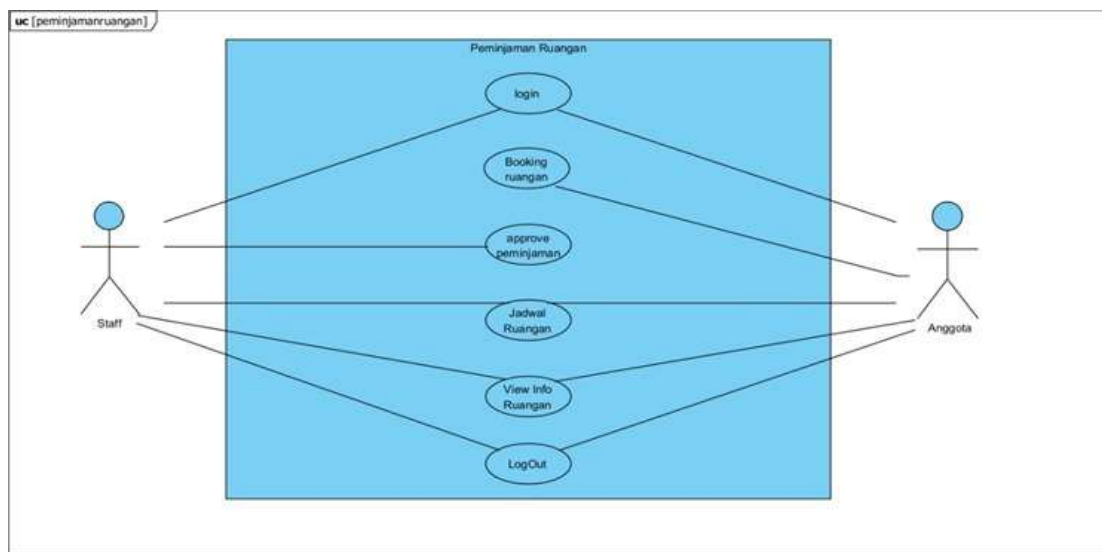 uc [peminjamanruangan]
Peminjaman Ruangan
login
Booking
ruangan
approve
peminjaman
Jadwal
Ruangan
Staff
Anggota
View Info
Ruangan
LogOut